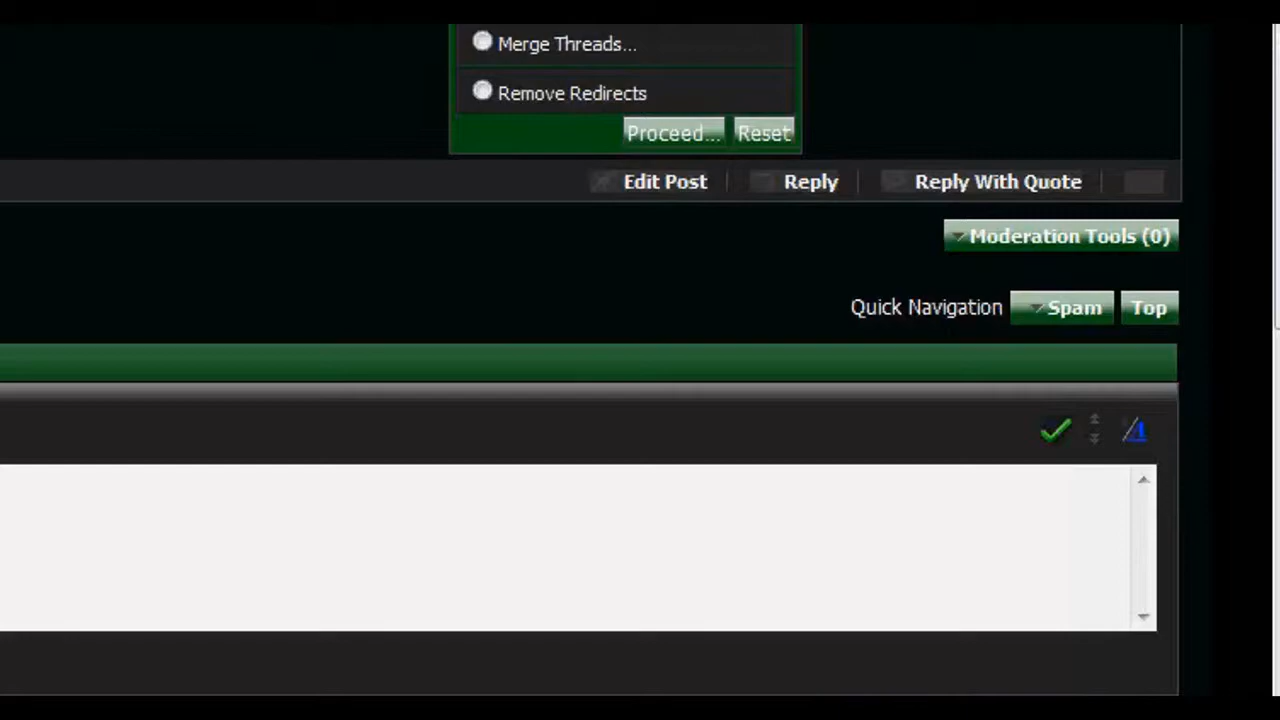 Merge Threads...
Remove Redirects
Proceed... Reset
Edit Post Reply Reply With Quote
Moderation Tools (0)
Quick Navigation Spam Top